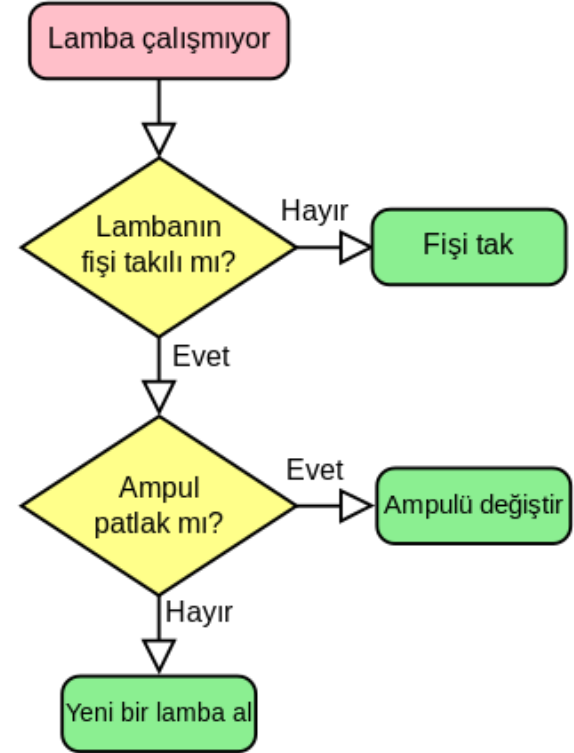 Lamba çalışmıyor
Lambanın
fişi takılı mı?
Hayır
Fişi tak
Evet
Ampul
patlak mı?
Evet
Ampulü değiştir
Hayır
Yeni bir lamba al